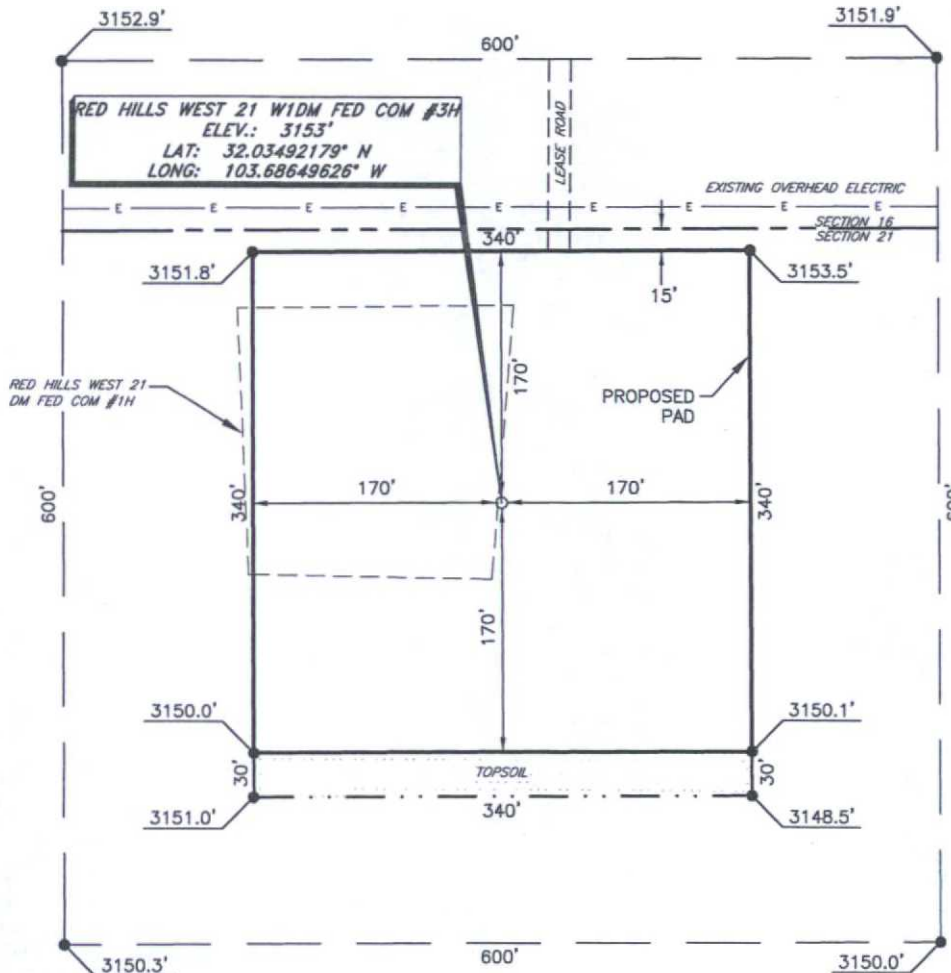 3152.9'
3151.9'
600'
RED HILLS WEST 21 W1DM FED COM #3H
ELEV.: 3153'
LAT: 32.03492179° N
LONG: 103.68649626° W
LEASE ROAD
EXISTING OVERHEAD ELECTRIC
E E E E E E E E E
SECTION 16
SECTION 21
340'
3151.8'
3153.5'
15'
RED HILLS WEST 21
DM FED COM #1H
170'
PROPOSED
PAD
600'
340'
170'
170'
340'
600'
170'
3150.0'
3150.1'
30'
TOPSOIL
30'
3151.0'
340'
3148.5'
600'
3150.3'
3150.0'